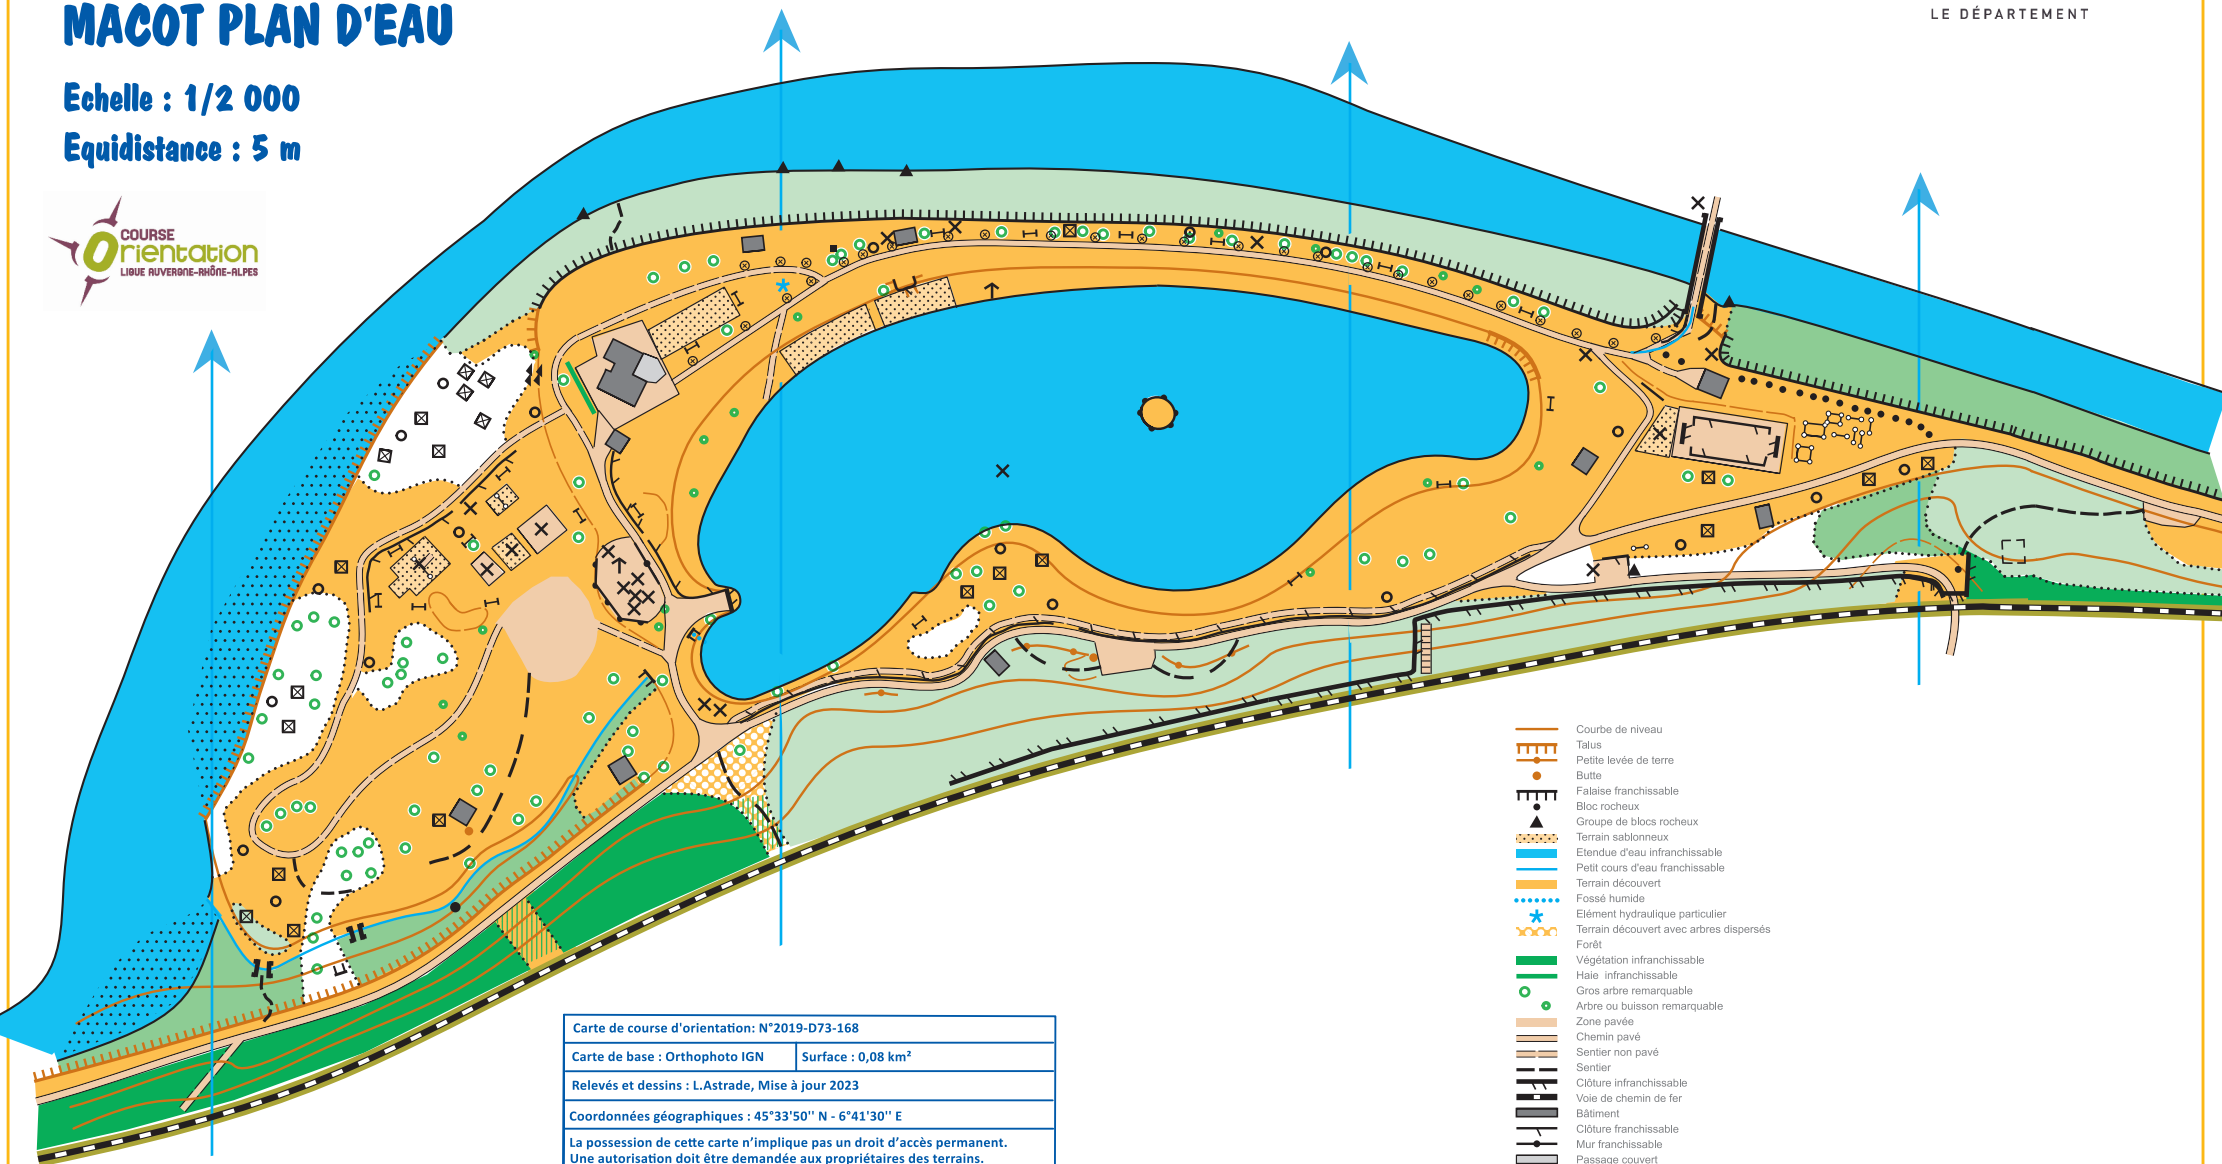 MACOT PLAN D'EAU
LE DÉPARTEMENT
Echelle : 1/2 000
Equidistance : 5 m
COURSE
Orientation
LIGUE AUVERGNE-RHÔNE-ALPES
Courbe de niveau
Talus
Petite levée de terre
Butte
Falaise franchissable
Bloc rocheux
Groupe de blocs rocheux
Terrain sablonneux
Etendue d'eau infranchissable
Petit cours d'eau franchissable
Terrain découvert
Fossé humide
Elément hydraulique particulier
Terrain découvert avec arbres dispersés
Forêt
Végétation infranchissable
Haie infranchissable
Gros arbre remarquable
Arbre ou buisson remarquable
Zone pavée
Chemin pavé
Sentier non pavé
Sentier
Clôture infranchissable
Voie de chemin de fer
Bâtiment
Clôture franchissable
Mur franchissable
Passage couvert
Carte de course d'orientation: N°2019-D73-168
Carte de base : Orthophoto IGN
Surface : 0,08 km²
Relevés et dessins : L.Astrade, Mise à jour 2023
Coordonnées géographiques : 45°33'50'' N - 6°41'30'' E
La possession de cette carte n'implique pas un droit d'accès permanent.
Une autorisation doit être demandée aux propriétaires des terrains.